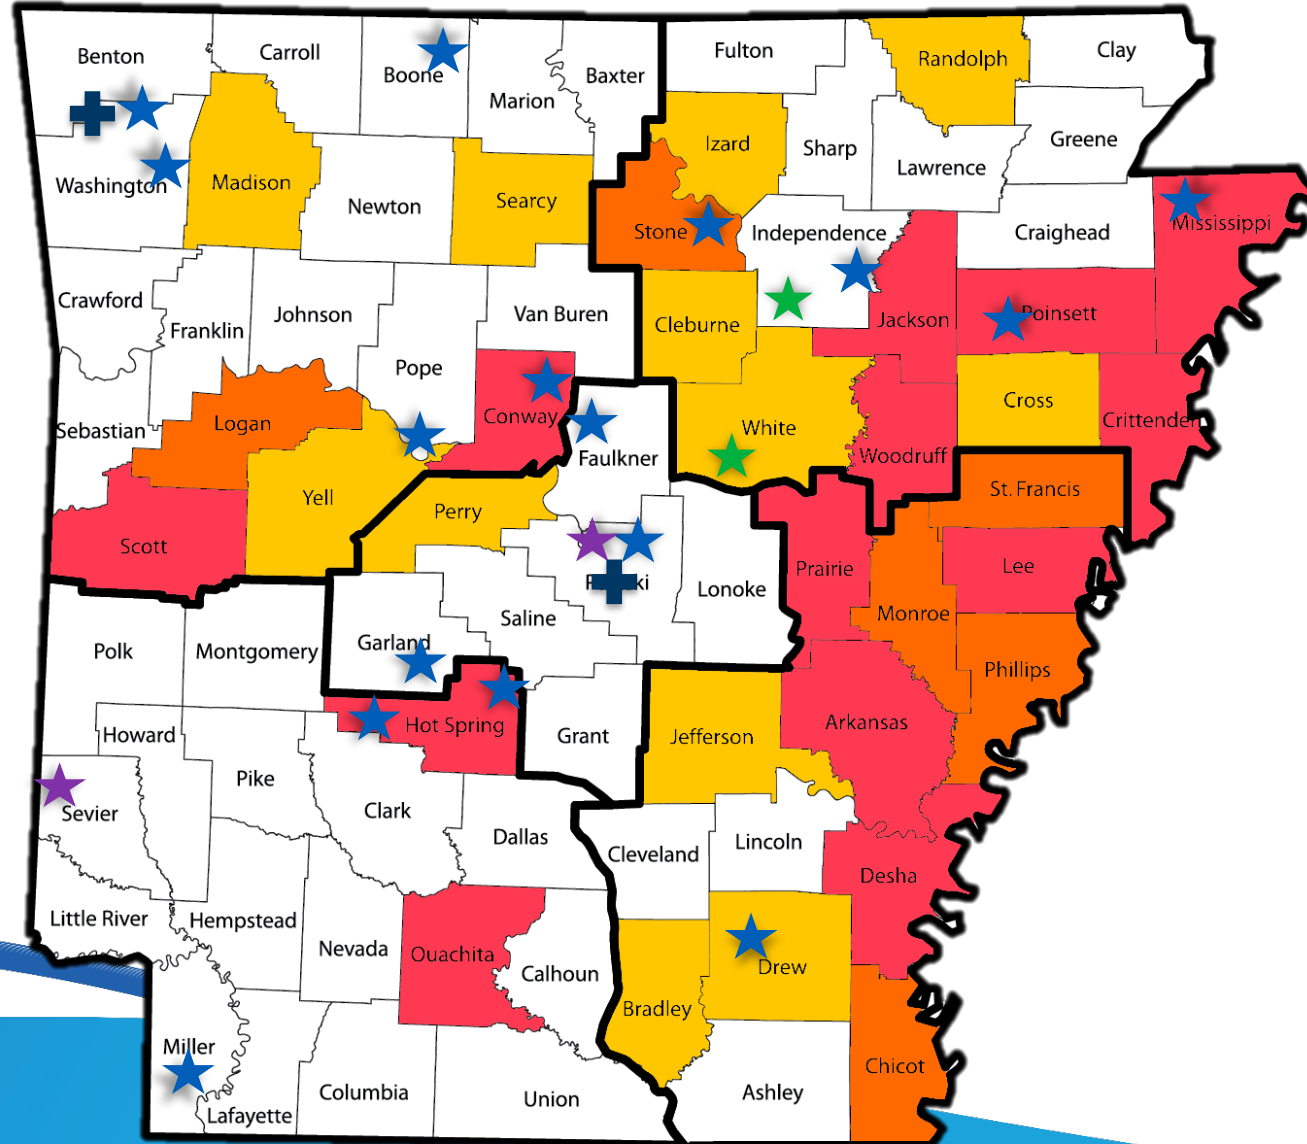 Benton
Carroll
Boone
Marion
Baxter
Fulton
Randolph
Clay
Izard
Sharp
Lawrence
Greene
Washington
Madison
Newton
Searcy
Stone
Independence
Craighead
Mississippi
Crawford
Franklin
Johnson
Van Buren
Cleburne
Jackson
Poinsett
Pope
Conway
Logan
Sebastian
Faulkner
White
Cross
Crittenden
Woodruff
Yell
Perry
St. Francis
Scott
Lonoke
Prairie
Lee
Monroe
Saline
Garland
Polk
Montgomery
Phillips
Howard
Hot Spring
Grant
Jefferson
Arkansas
Pike
Clark
Sevier
Dallas
Cleveland
Lincoln
Desha
Little River
Hempstead
Nevada
Ouachita
Calhoun
Drew
Bradley
Miller
Lafayette
Columbia
Union
Ashley
Chicot